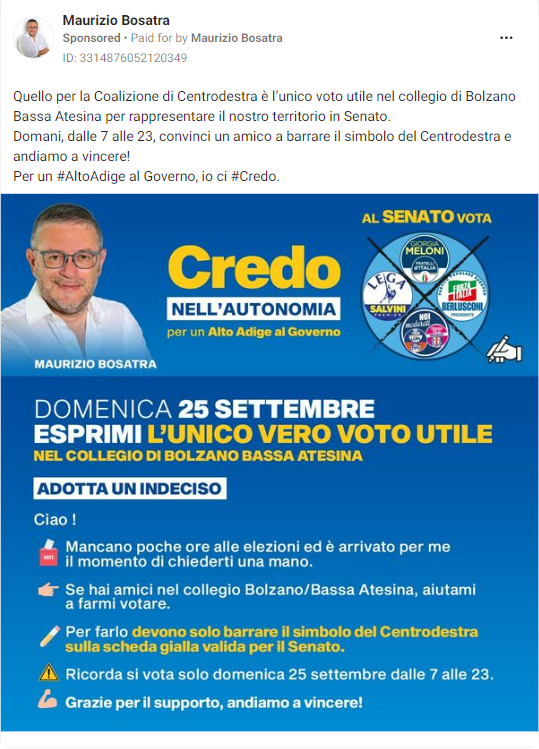 Maurizio Bosatra
Sponsored • Paid for by Maurizio Bosatra
ID: 3314876052120349
Quello per la Coalizione di Centrodestra è l'unico voto utile nel collegio di Bolzano
Bassa Atesina per rappresentare il nostro territorio in Senato.
Domani, dalle 7 alle 23, convinci un amico a barrare il simbolo del Centrodestra e
andiamo a vincere!
Per un #AltoAdige al Governo, io ci #Credo.
AL SENATO VOTA
Credo
NELL'AUTONOMIA
per un Alto Adige al Governo
GIORGIA
MELONI
FRATELLI
d'ITALIA
LEGA
SALVINI
PREMIER
FORZA
ITALIA
BERLUSCONI
PRESIDENTE
NOI
moderati
MAURIZIO BOSATRA
DOMENICA 25 SETTEMBRE
ESPRIMI L'UNICO VERO VOTO UTILE
NEL COLLEGIO DI BOLZANO BASSA ATESINA
ADOTTA UN INDECISO
Ciao !
VOTE
Mancano poche ore alle elezioni ed è arrivato per me
il momento di chiederti una mano.
Se hai amici nel collegio Bolzano/Bassa Atesina, aiutami
a farmi votare.
Per farlo devono solo barrare il simbolo del Centrodestra
sulla scheda gialla valida per il Senato.
Ricorda si vota solo domenica 25 settembre dalle 7 alle 23.
Grazie per il supporto, andiamo a vincere!